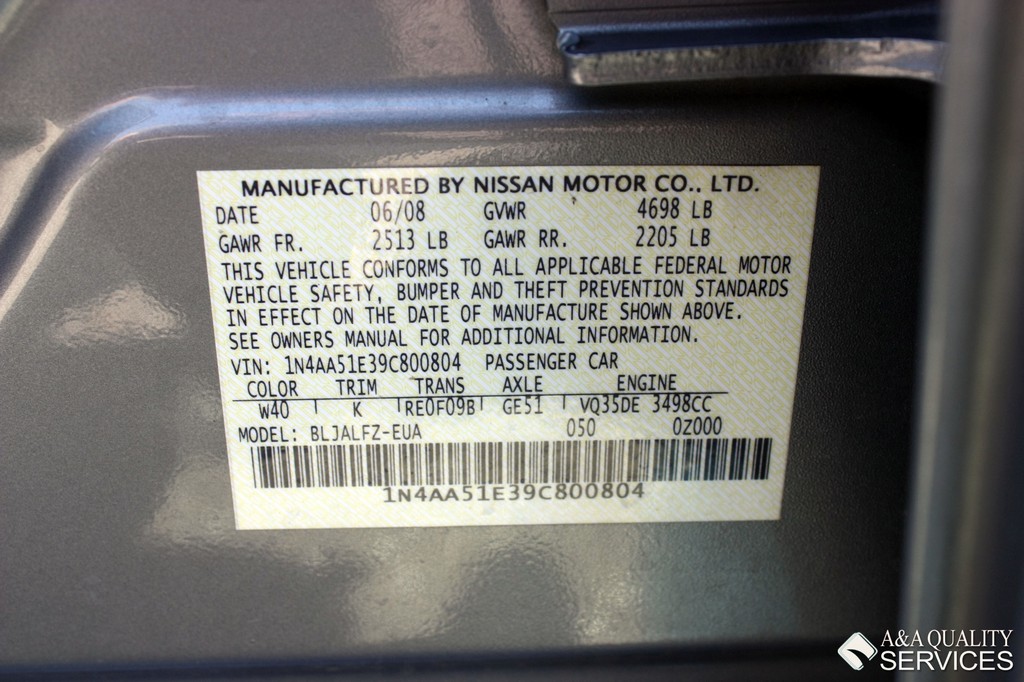 MANUFACTURED BY NISSAN MOTOR CO., LTD.
DATE 06/08 GVWR 4698 LB
GAWR FR. 2513 LB GAWR RR. 2205 LB
THIS VEHICLE CONFORMS TO ALL APPLICABLE FEDERAL MOTOR
VEHICLE SAFETY, BUMPER AND THEFT PREVENTION STANDARDS
IN EFFECT ON THE DATE OF MANUFACTURE SHOWN ABOVE.
SEE OWNERS MANUAL FOR ADDITIONAL INFORMATION.
VIN: 1N4AA51E39C800804 PASSENGER CAR
COLOR TRIM TRANS AXLE ENGINE
W40 K RE0F09B GE51 VQ35DE 3498CC
MODEL: BLJALFZ-EUA 050 0Z000
1N4AA51E39C800804
A&A QUALITY
SERVICES